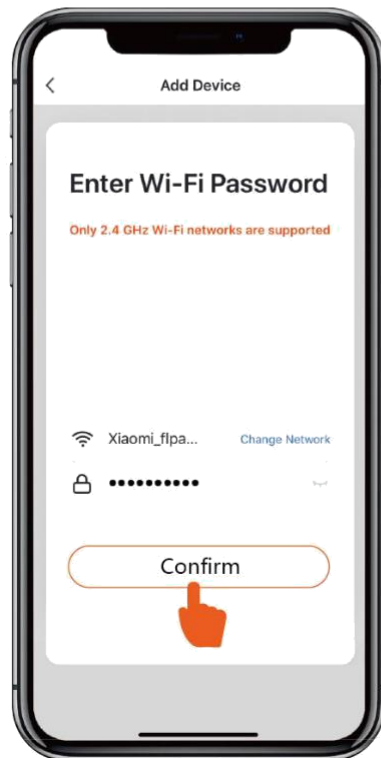 Add Device
Enter Wi-Fi Password
Only 2.4 GHz Wi-Fi networks are supported
Xiaomi_flpa... Change Network
••••••••••
Confirm